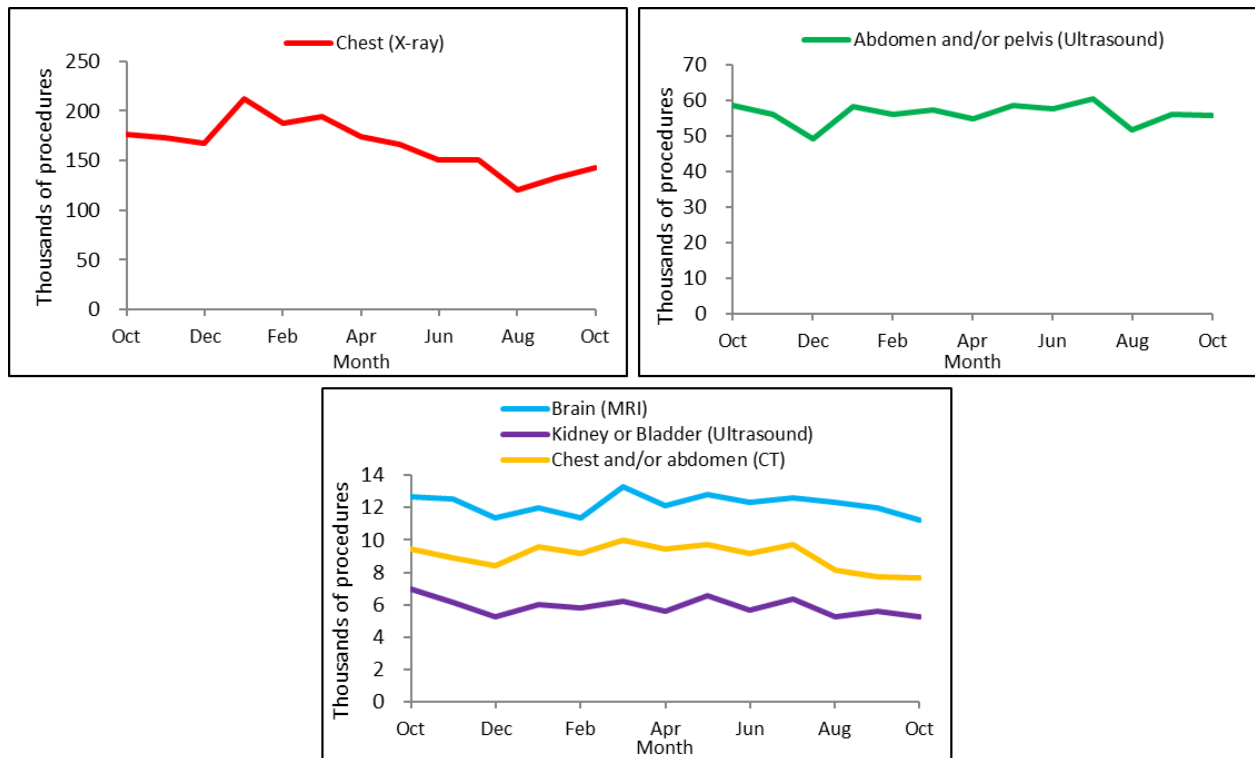 Chest (X-ray)
Thousands of procedures
250
200
150
100
50
0
Oct Dec Feb Apr Jun Aug Oct
Month
Abdomen and/or pelvis (Ultrasound)
Thousands of procedures
70
60
50
40
30
20
10
0
Oct Dec Feb Apr Jun Aug Oct
Month
Brain (MRI)
Kidney or Bladder (Ultrasound)
Chest and/or abdomen (CT)
Thousands of procedures
14
12
10
8
6
4
2
0
Oct Dec Feb Apr Jun Aug Oct
Month